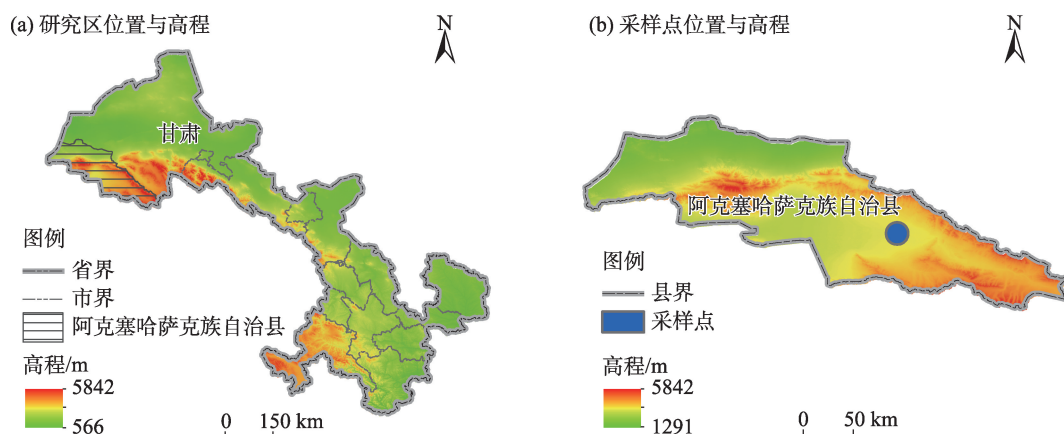 (a) 研究区位置与高程
N
甘肃
图例
省界
市界
阿克塞哈萨克族自治县
高程/m
5842
566
0 150 km
(b) 采样点位置与高程
N
阿克塞哈萨克族自治县
图例
县界
采样点
高程/m
5842
1291
0 50 km